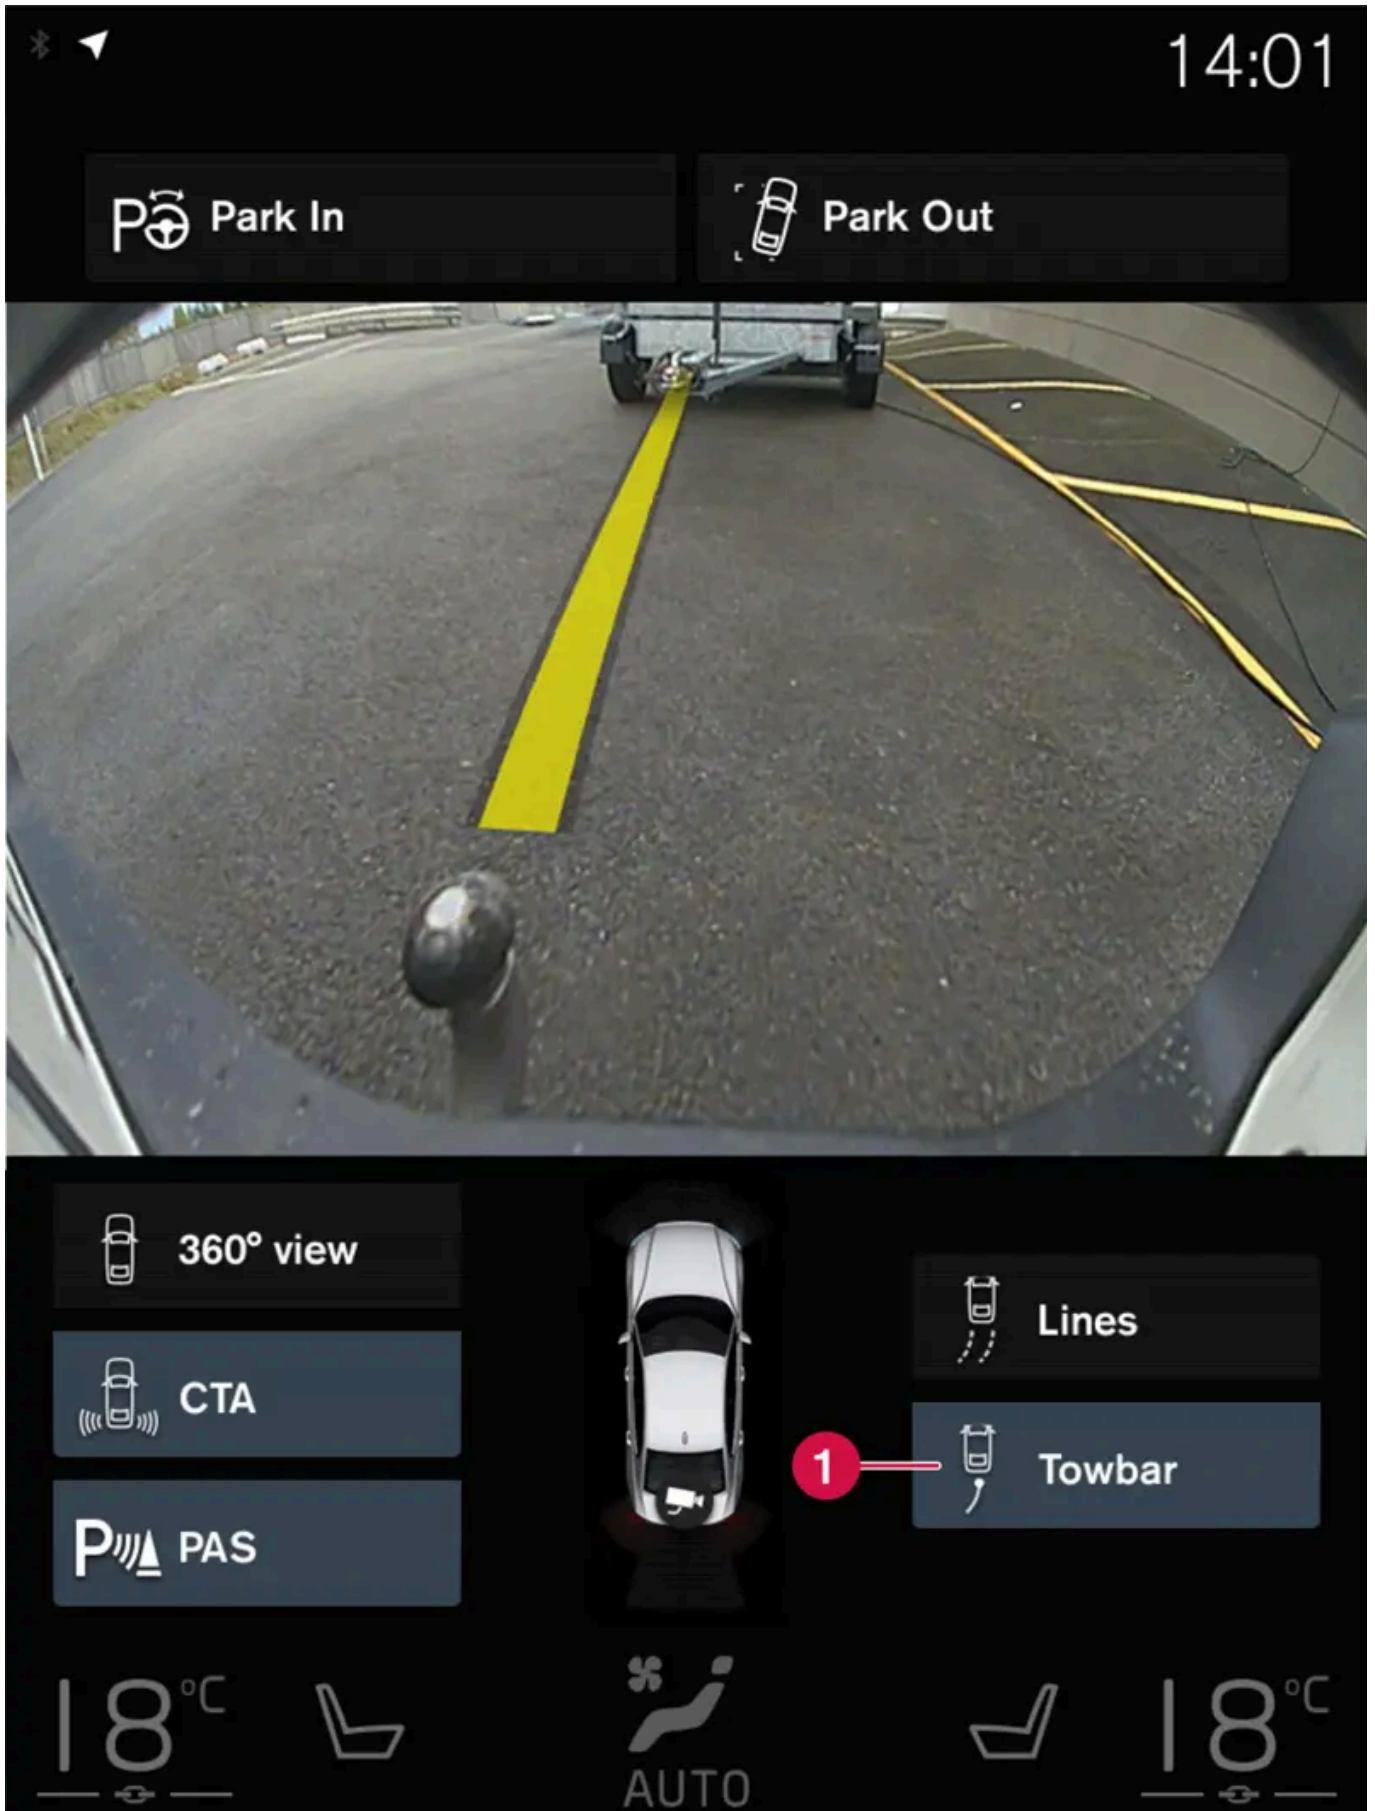 14:01
Park In
Park Out
360° view
CTA
PAS
Lines
1
Towbar
18°C
AUTO
18°C